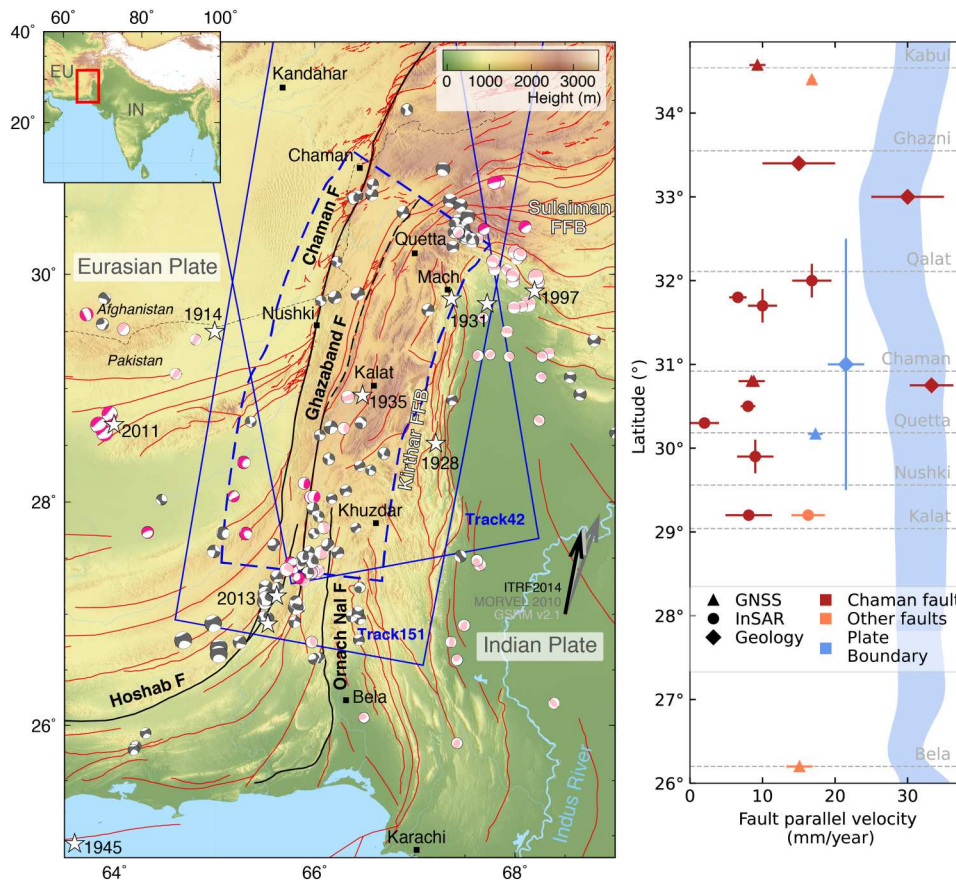 55° 70° 85° 100°
40°
20°
EU
IN
0 1000 2000 3000
Height (m)
Kandahar
Chaman
Chaman F
Sulaiman
FFB
Quetta
Eurasian Plate
Mach
30°
1997
Afghanistan
1914
Nushki
1931
Pakistan
Ghazaband F
Kalat
1935
2011
Kirthar FFB
1928
28°
Khuzdar
Track42
ITRF2014
MORVEL 2010
GSRM v2.1
2013
Track151
Indian Plate
Ornach Nal F
Hoshab F
Bela
26°
Indus River
Karachi
1945
64° 66° 68°
Kabul
34°
Ghazni
33°
Qalat
32°
Latitude (°)
31°
Chaman
Quetta
30°
Nushki
Kalat
29°
GNSS
InSAR
Geology
Chaman fault
Other faults
Plate
Boundary
28°
27°
Bela
26°
0 10 20 30
Fault parallel velocity
(mm/year)